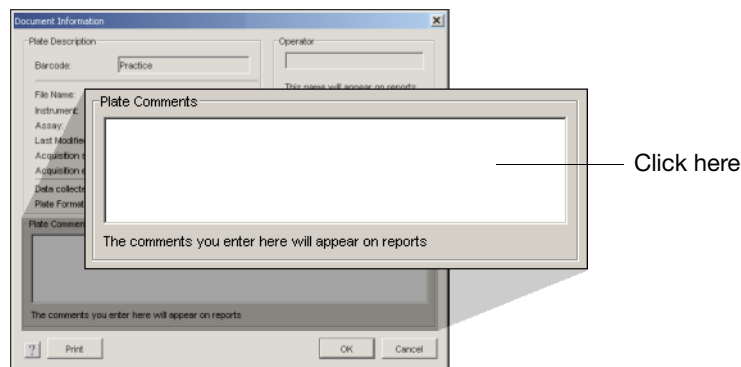 Document Information
Plate Description
Operator
Barcode: Practice
This name will appear on reports
File Name:
Instrument:
Assay:
Last Modified
Acquisition
Acquisition
Data collected
Plate Format
Plate Comments
Plate Comments
The comments you enter here will appear on reports
Click here
The comments you enter here will appear on reports
? Print OK Cancel